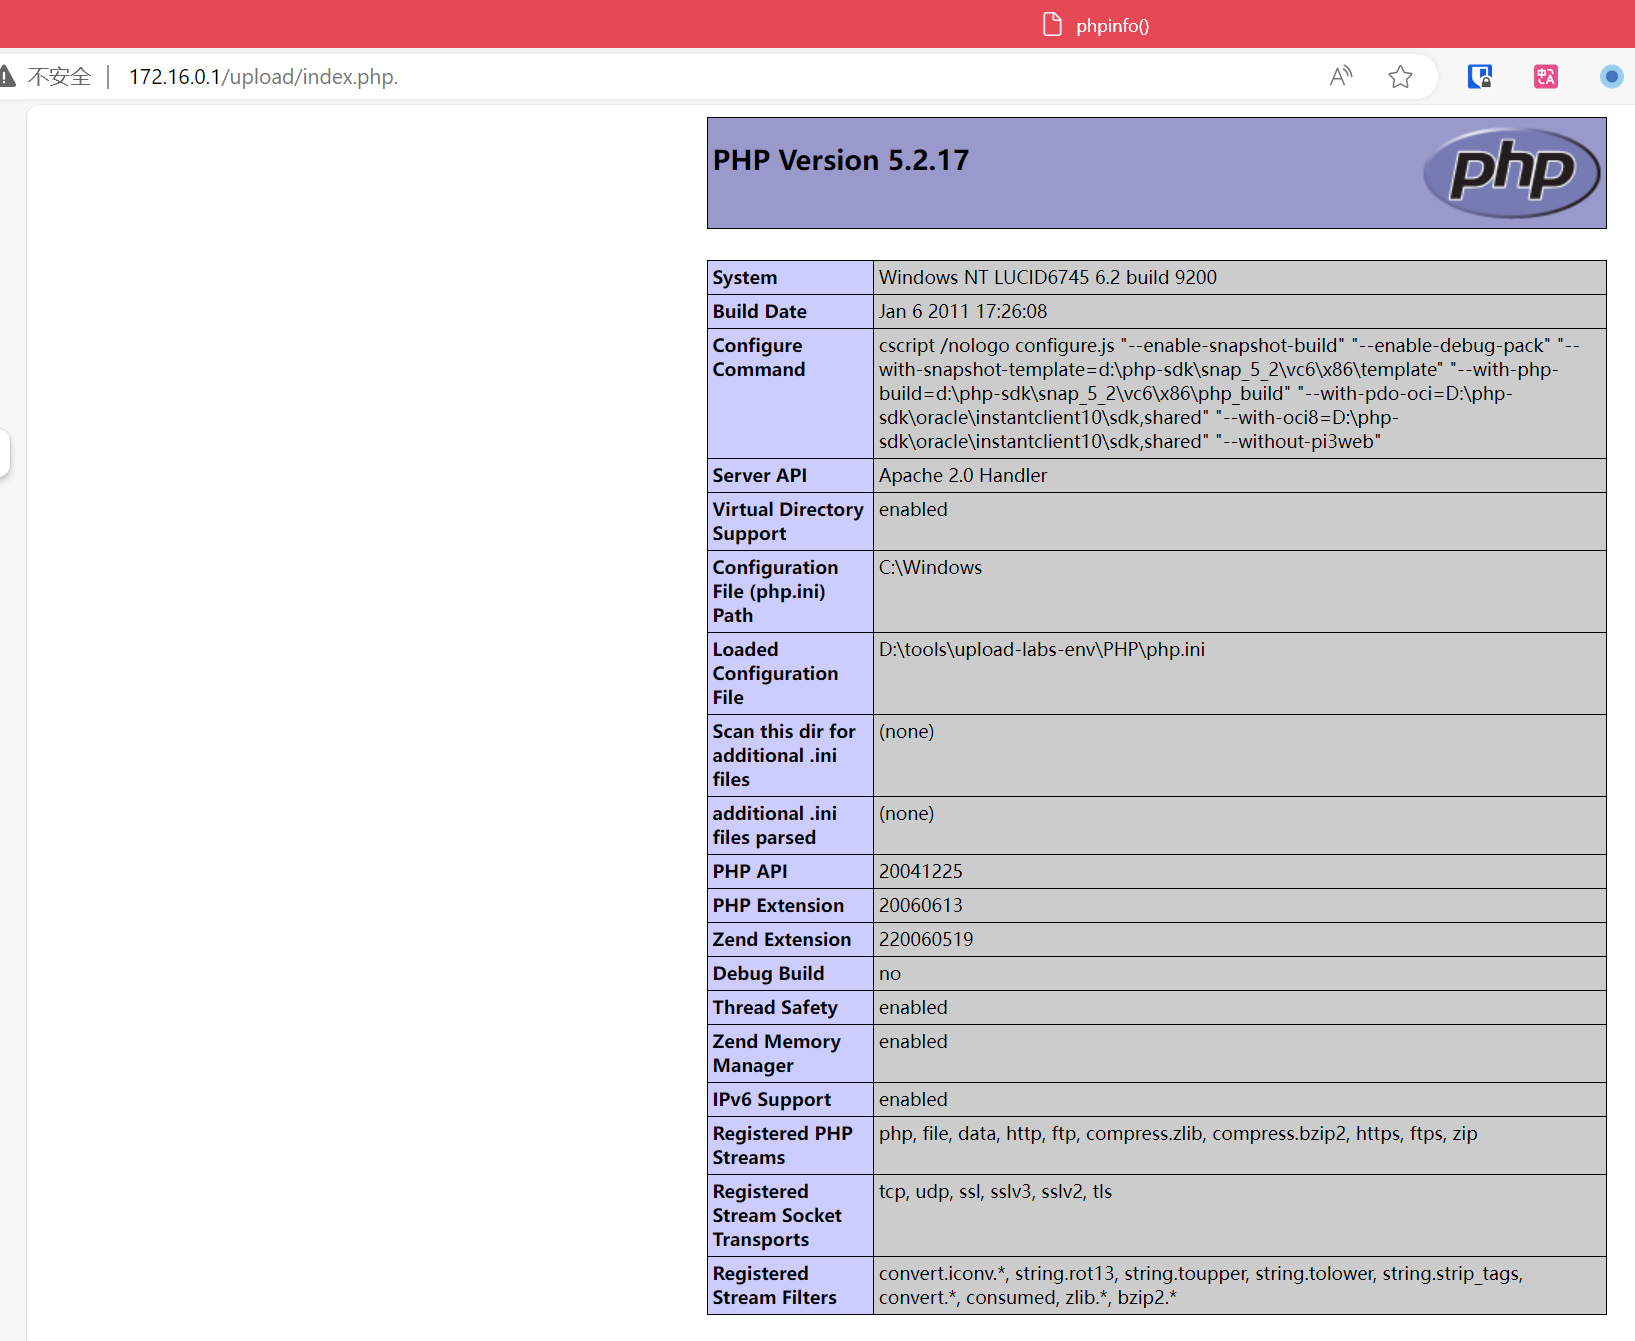 phpinfo()
不安全 172.16.0.1/upload/index.php.
PHP Version 5.2.17
php
System Windows NT LUCID6745 6.2 build 9200
Build Date Jan 6 2011 17:26:08
Configure cscript /nologo configure.js "--enable-snapshot-build" "--enable-debug-pack" "--
Command with-snapshot-template=d:\php-sdk\snap_5_2\vc6\x86\template" "--with-php-
build=d:\php-sdk\snap_5_2\vc6\x86\php_build" "--with-pdo-oci=D:\php-
sdk\oracle\instantclient10\sdk,shared" "--with-oci8=D:\php-
sdk\oracle\instantclient10\sdk,shared" "--without-pi3web"
Server API Apache 2.0 Handler
Virtual Directory enabled
Support
Configuration C:\Windows
File (php.ini)
Path
Loaded D:\tools\upload-labs-env\PHP\php.ini
Configuration
File
Scan this dir for (none)
additional .ini
files
additional .ini (none)
files parsed
PHP API 20041225
PHP Extension 20060613
Zend Extension 220060519
Debug Build no
Thread Safety enabled
Zend Memory enabled
Manager
IPv6 Support enabled
Registered PHP php, file, data, http, ftp, compress.zlib, compress.bzip2, https, ftps, zip
Streams
Registered tcp, udp, ssl, sslv3, sslv2, tls
Stream Socket
Transports
Registered convert.iconv.*, string.rot13, string.toupper, string.tolower, string.strip_tags,
Stream Filters convert.*, consumed, zlib.*, bzip2.*